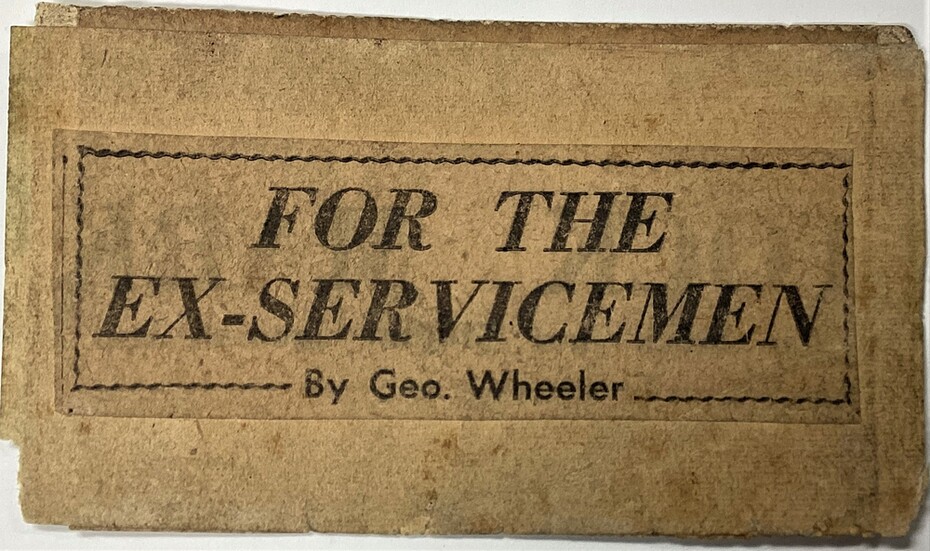 FOR THE
EX-SERVICEMEN
By Geo. Wheeler